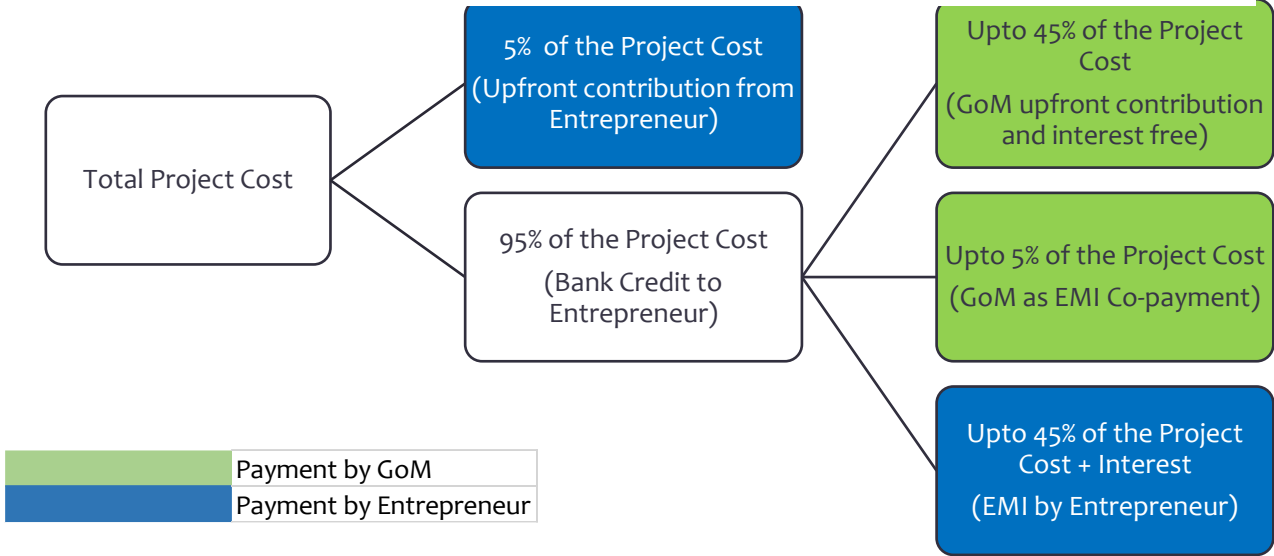 Total Project Cost
5% of the Project Cost
(Upfront contribution from
Entrepreneur)
95% of the Project Cost
(Bank Credit to
Entrepreneur)
Upto 45% of the Project
Cost
(GoM upfront contribution
and interest free)
Upto 5% of the Project Cost
(GoM as EMI Co-payment)
Upto 45% of the Project
Cost + Interest
(EMI by Entrepreneur)
Payment by GoM
Payment by Entrepreneur